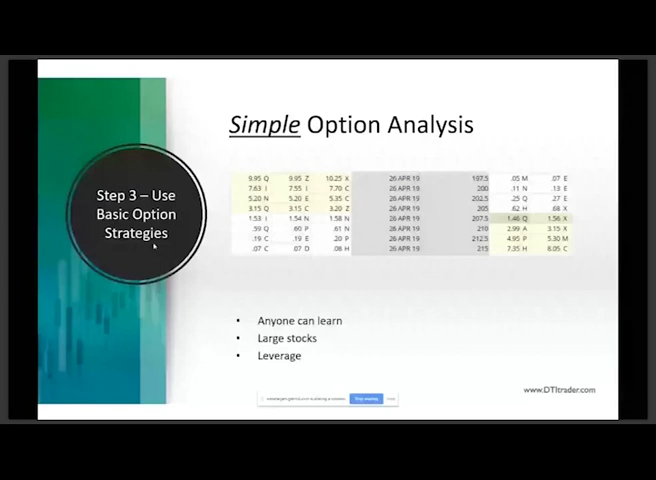 Simple Option Analysis
Step 3 – Use
Basic Option
Strategies
9.95 Q 9.95 Z 10.25 X 26 APR 19 197.5 .05 M .07 E
7.63 I 7.55 I 7.70 C 26 APR 19 200 .11 N .13 E
5.20 N 5.20 E 5.35 C 26 APR 19 202.5 .25 Q .27 E
3.15 Q 3.15 C 3.20 Z 26 APR 19 205 .62 H .68 X
1.53 I 1.54 N 1.58 N 26 APR 19 207.5 1.46 Q 1.56 X
.59 Q .60 P .61 N 26 APR 19 210 2.99 A 3.15 X
.19 C .19 E .20 P 26 APR 19 212.5 4.95 P 5.30 M
.07 C .07 D .08 H 26 APR 19 215 7.35 H 8.05 C
• Anyone can learn
• Large stocks
• Leverage
www.DTItrader.com
Stop sharing